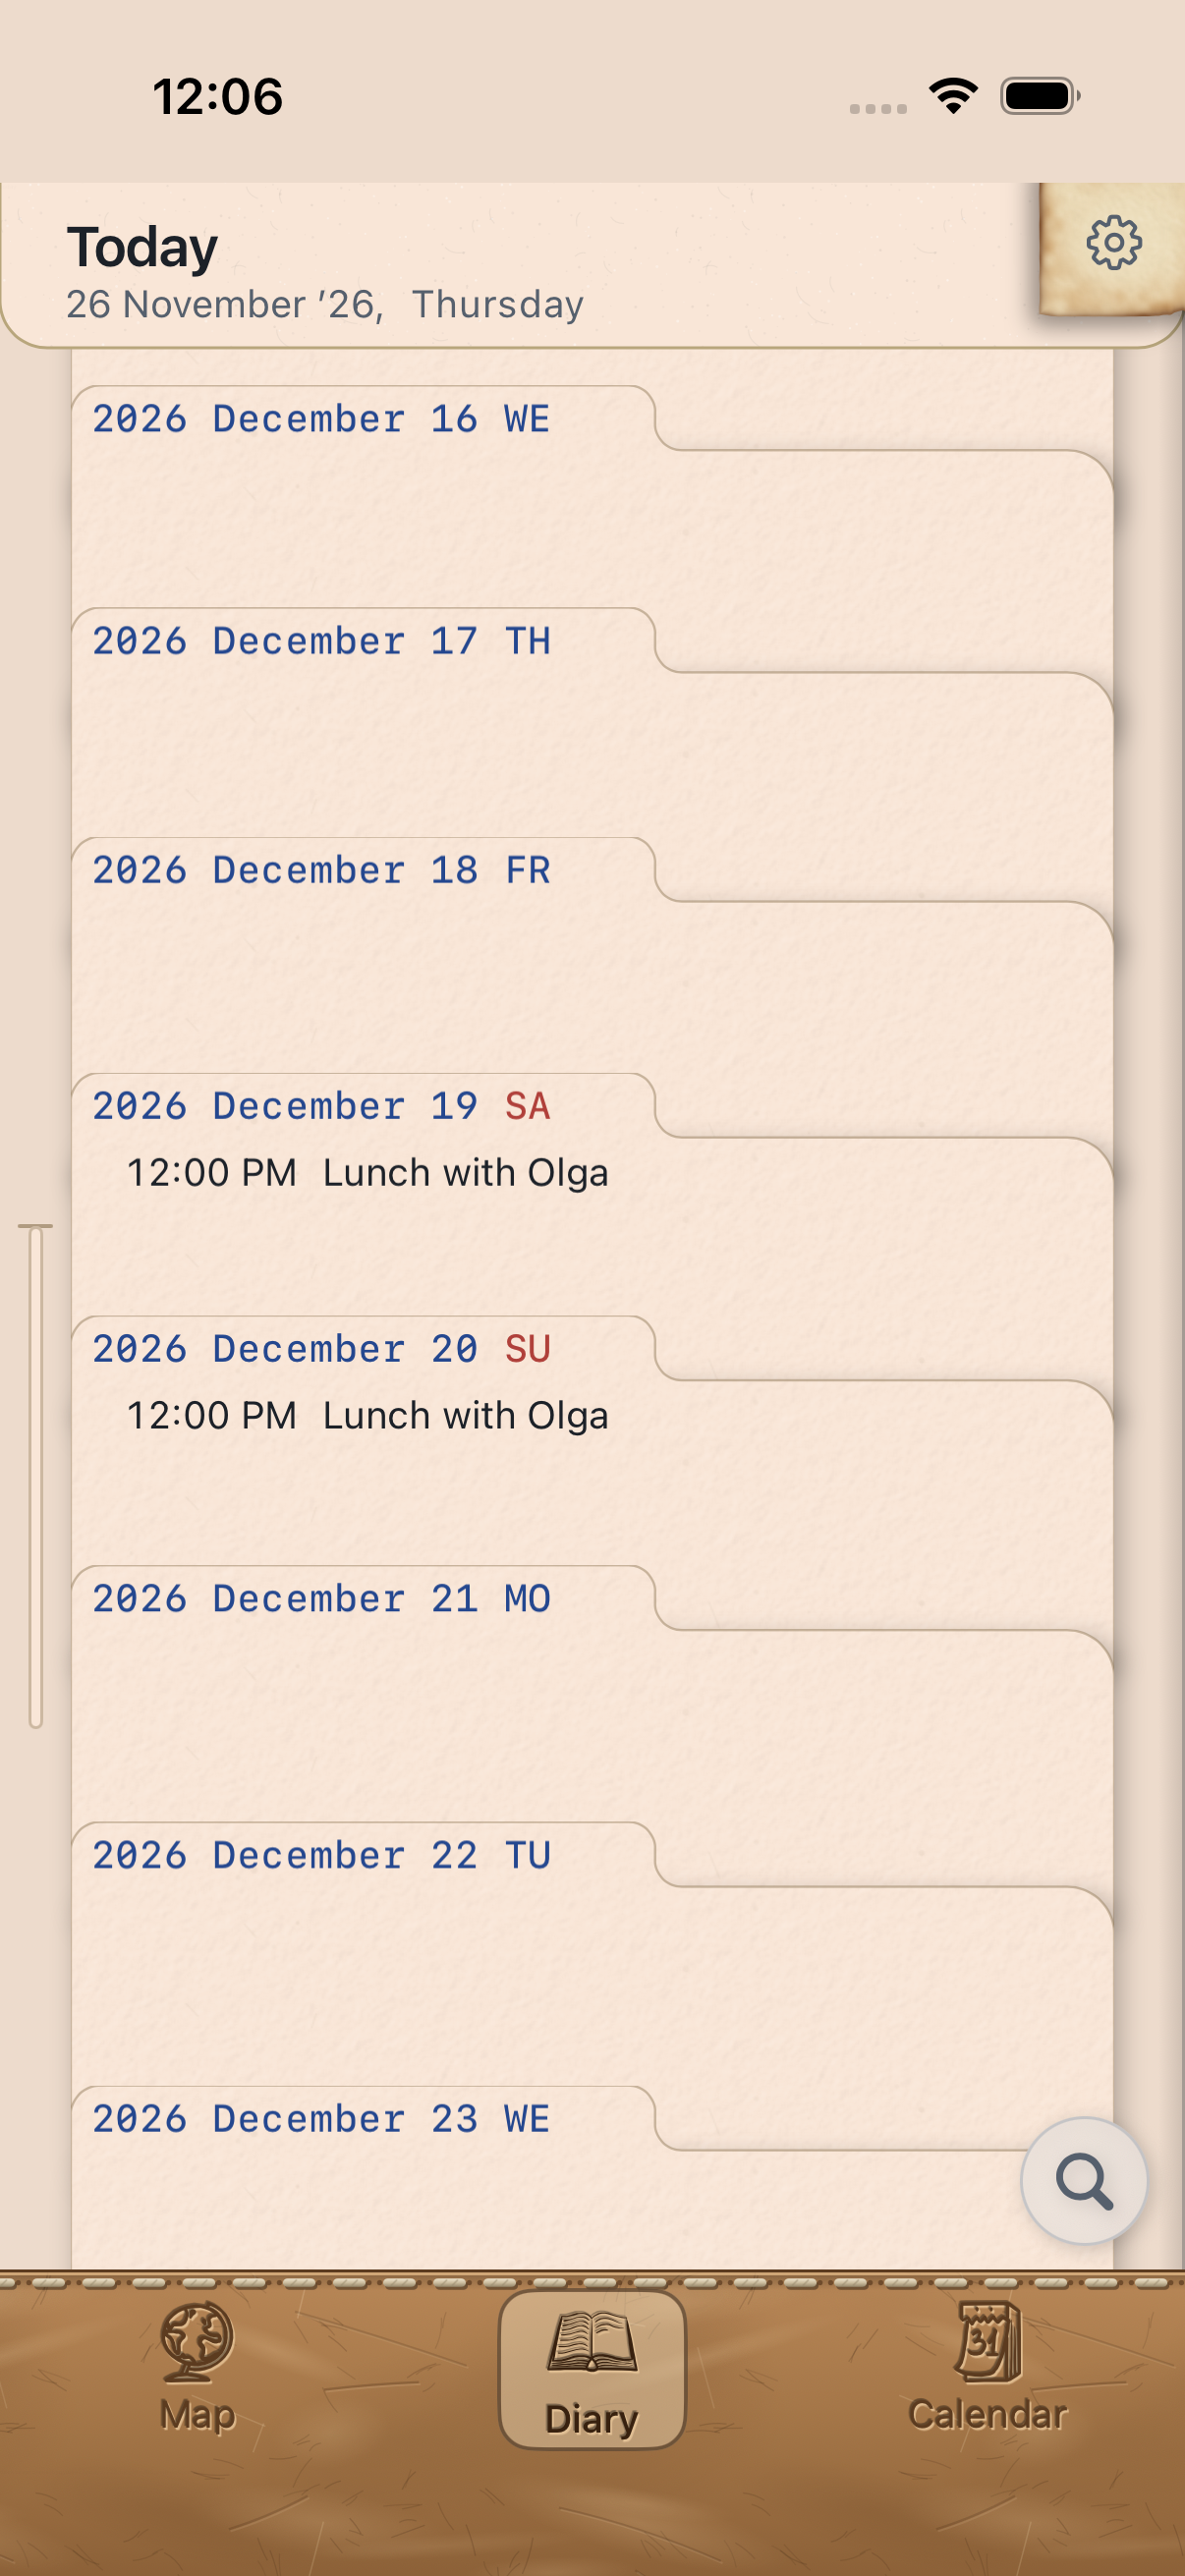 12:06
Today
26 November ’26, Thursday
2026 December 16 WE
2026 December 17 TH
2026 December 18 FR
2026 December 19 SA
12:00 PM Lunch with Olga
2026 December 20 SU
12:00 PM Lunch with Olga
2026 December 21 MO
2026 December 22 TU
2026 December 23 WE
31
Map
Diary
Calendar